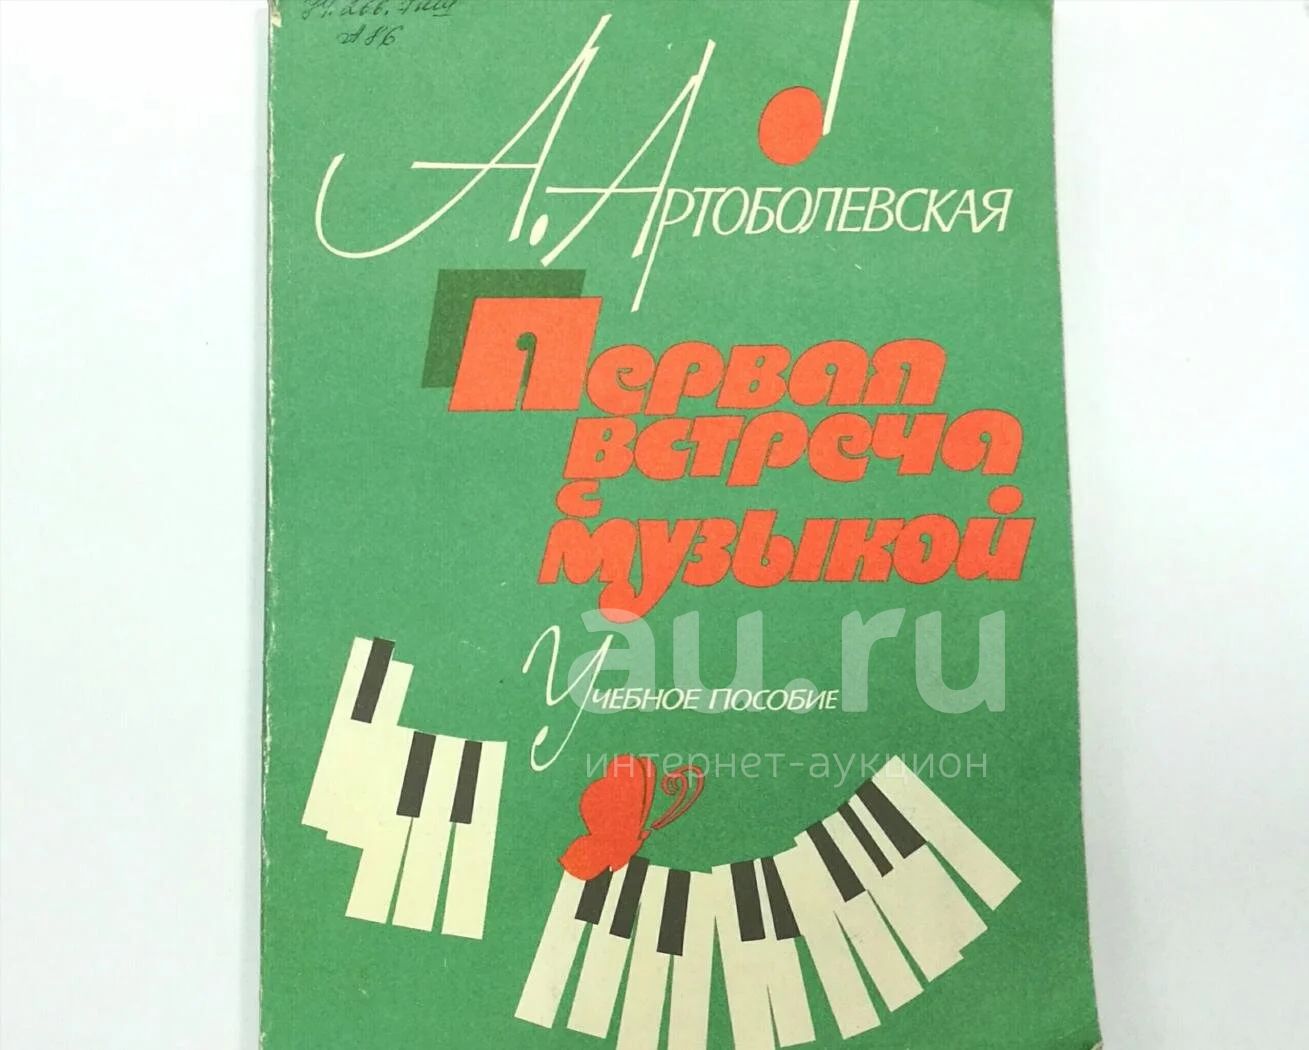 А. Артоболевская
Первая
встреча
с
музыкой
Учебное пособие
au.ru
интернет-аукцион